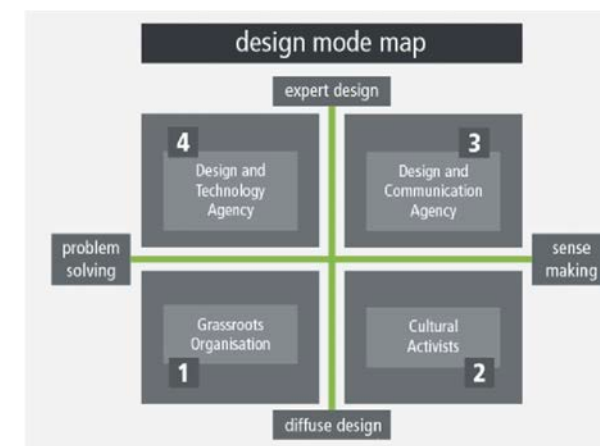 design mode map
expert design
4
Design and
Technology
Agency
3
Design and
Communication
Agency
problem
solving
sense
making
Grassroots
Organisation
1
Cultural
Activists
2
diffuse design